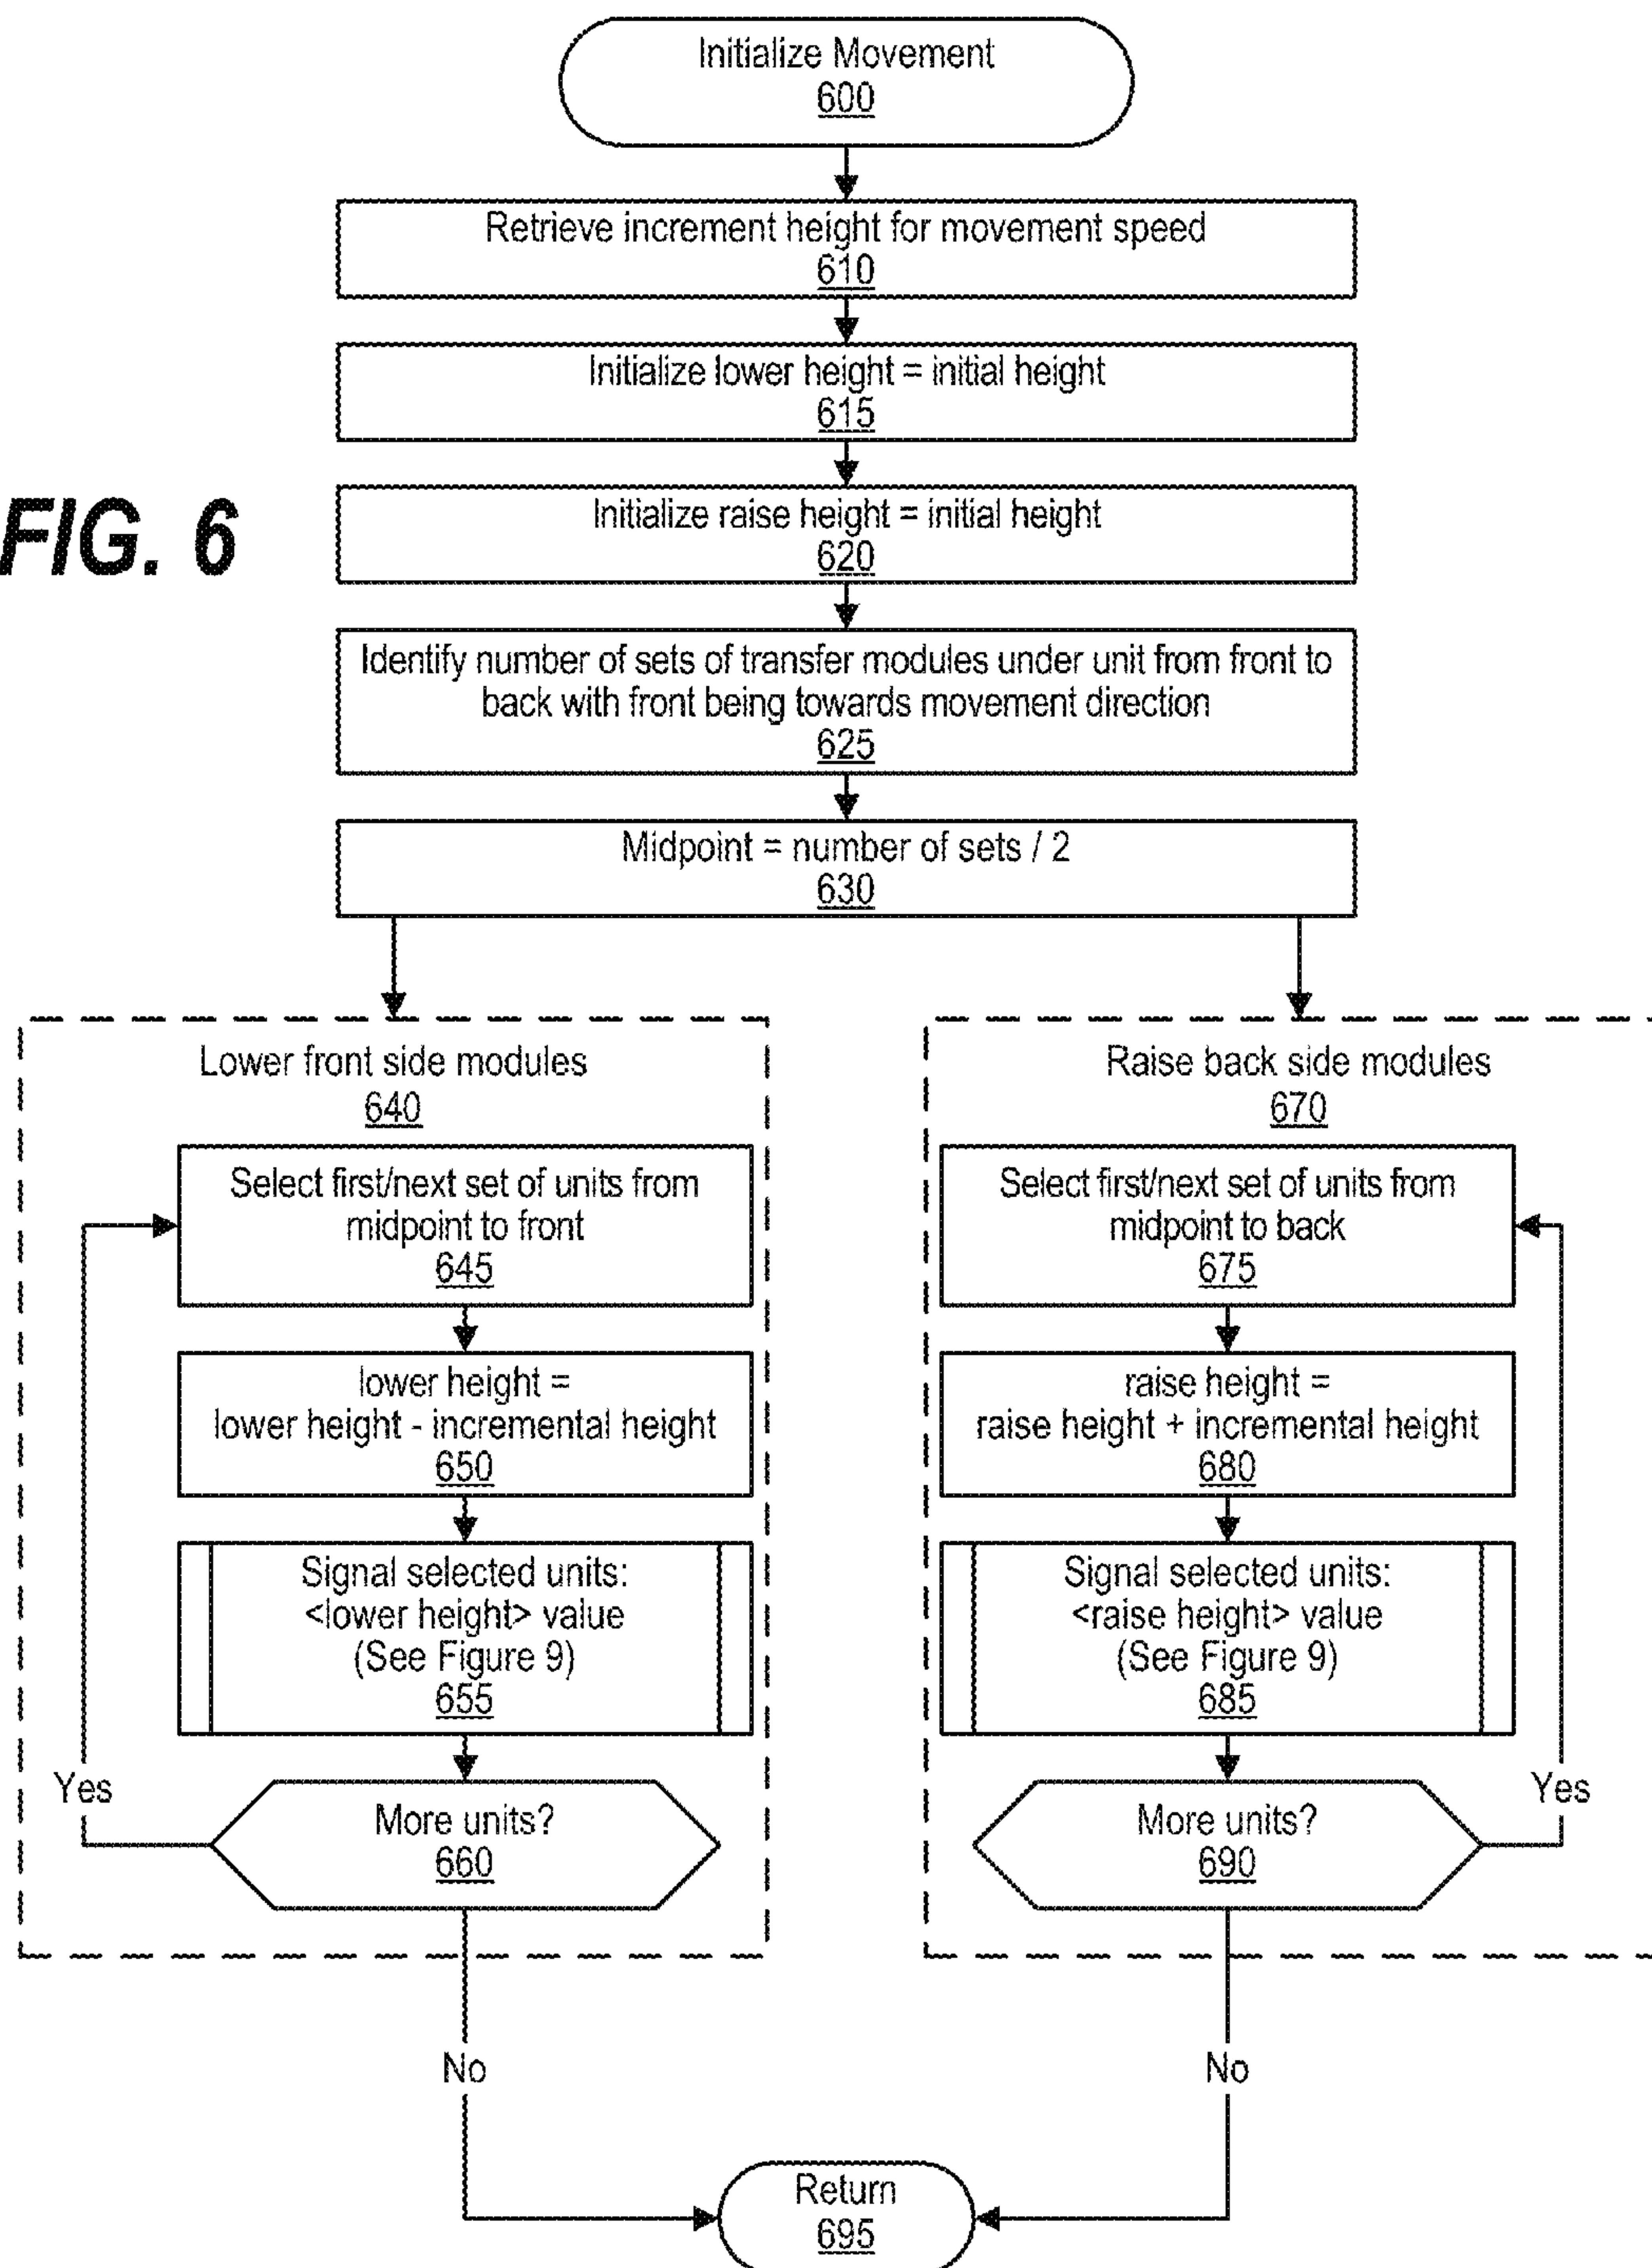 Initialize Movement
600
Retrieve increment height for movement speed
610
Initialize lower height = initial height
615
FIG. 6
Initialize raise height = initial height
620
Identify number of sets of transfer modules under unit from front to
back with front being towards movement direction
625
Midpoint = number of sets / 2
630
Lower front side modules
640
Select first/next set of units from
midpoint to front
645
lower height =
lower height - incremental height
650
Signal selected units:
<lower height> value
(See Figure 9)
655
Yes
More units?
660
No
Raise back side modules
670
Select first/next set of units from
midpoint to back
675
raise height =
raise height + incremental height
680
Signal selected units:
<raise height> value
(See Figure 9)
685
Yes
More units?
690
No
Return
695